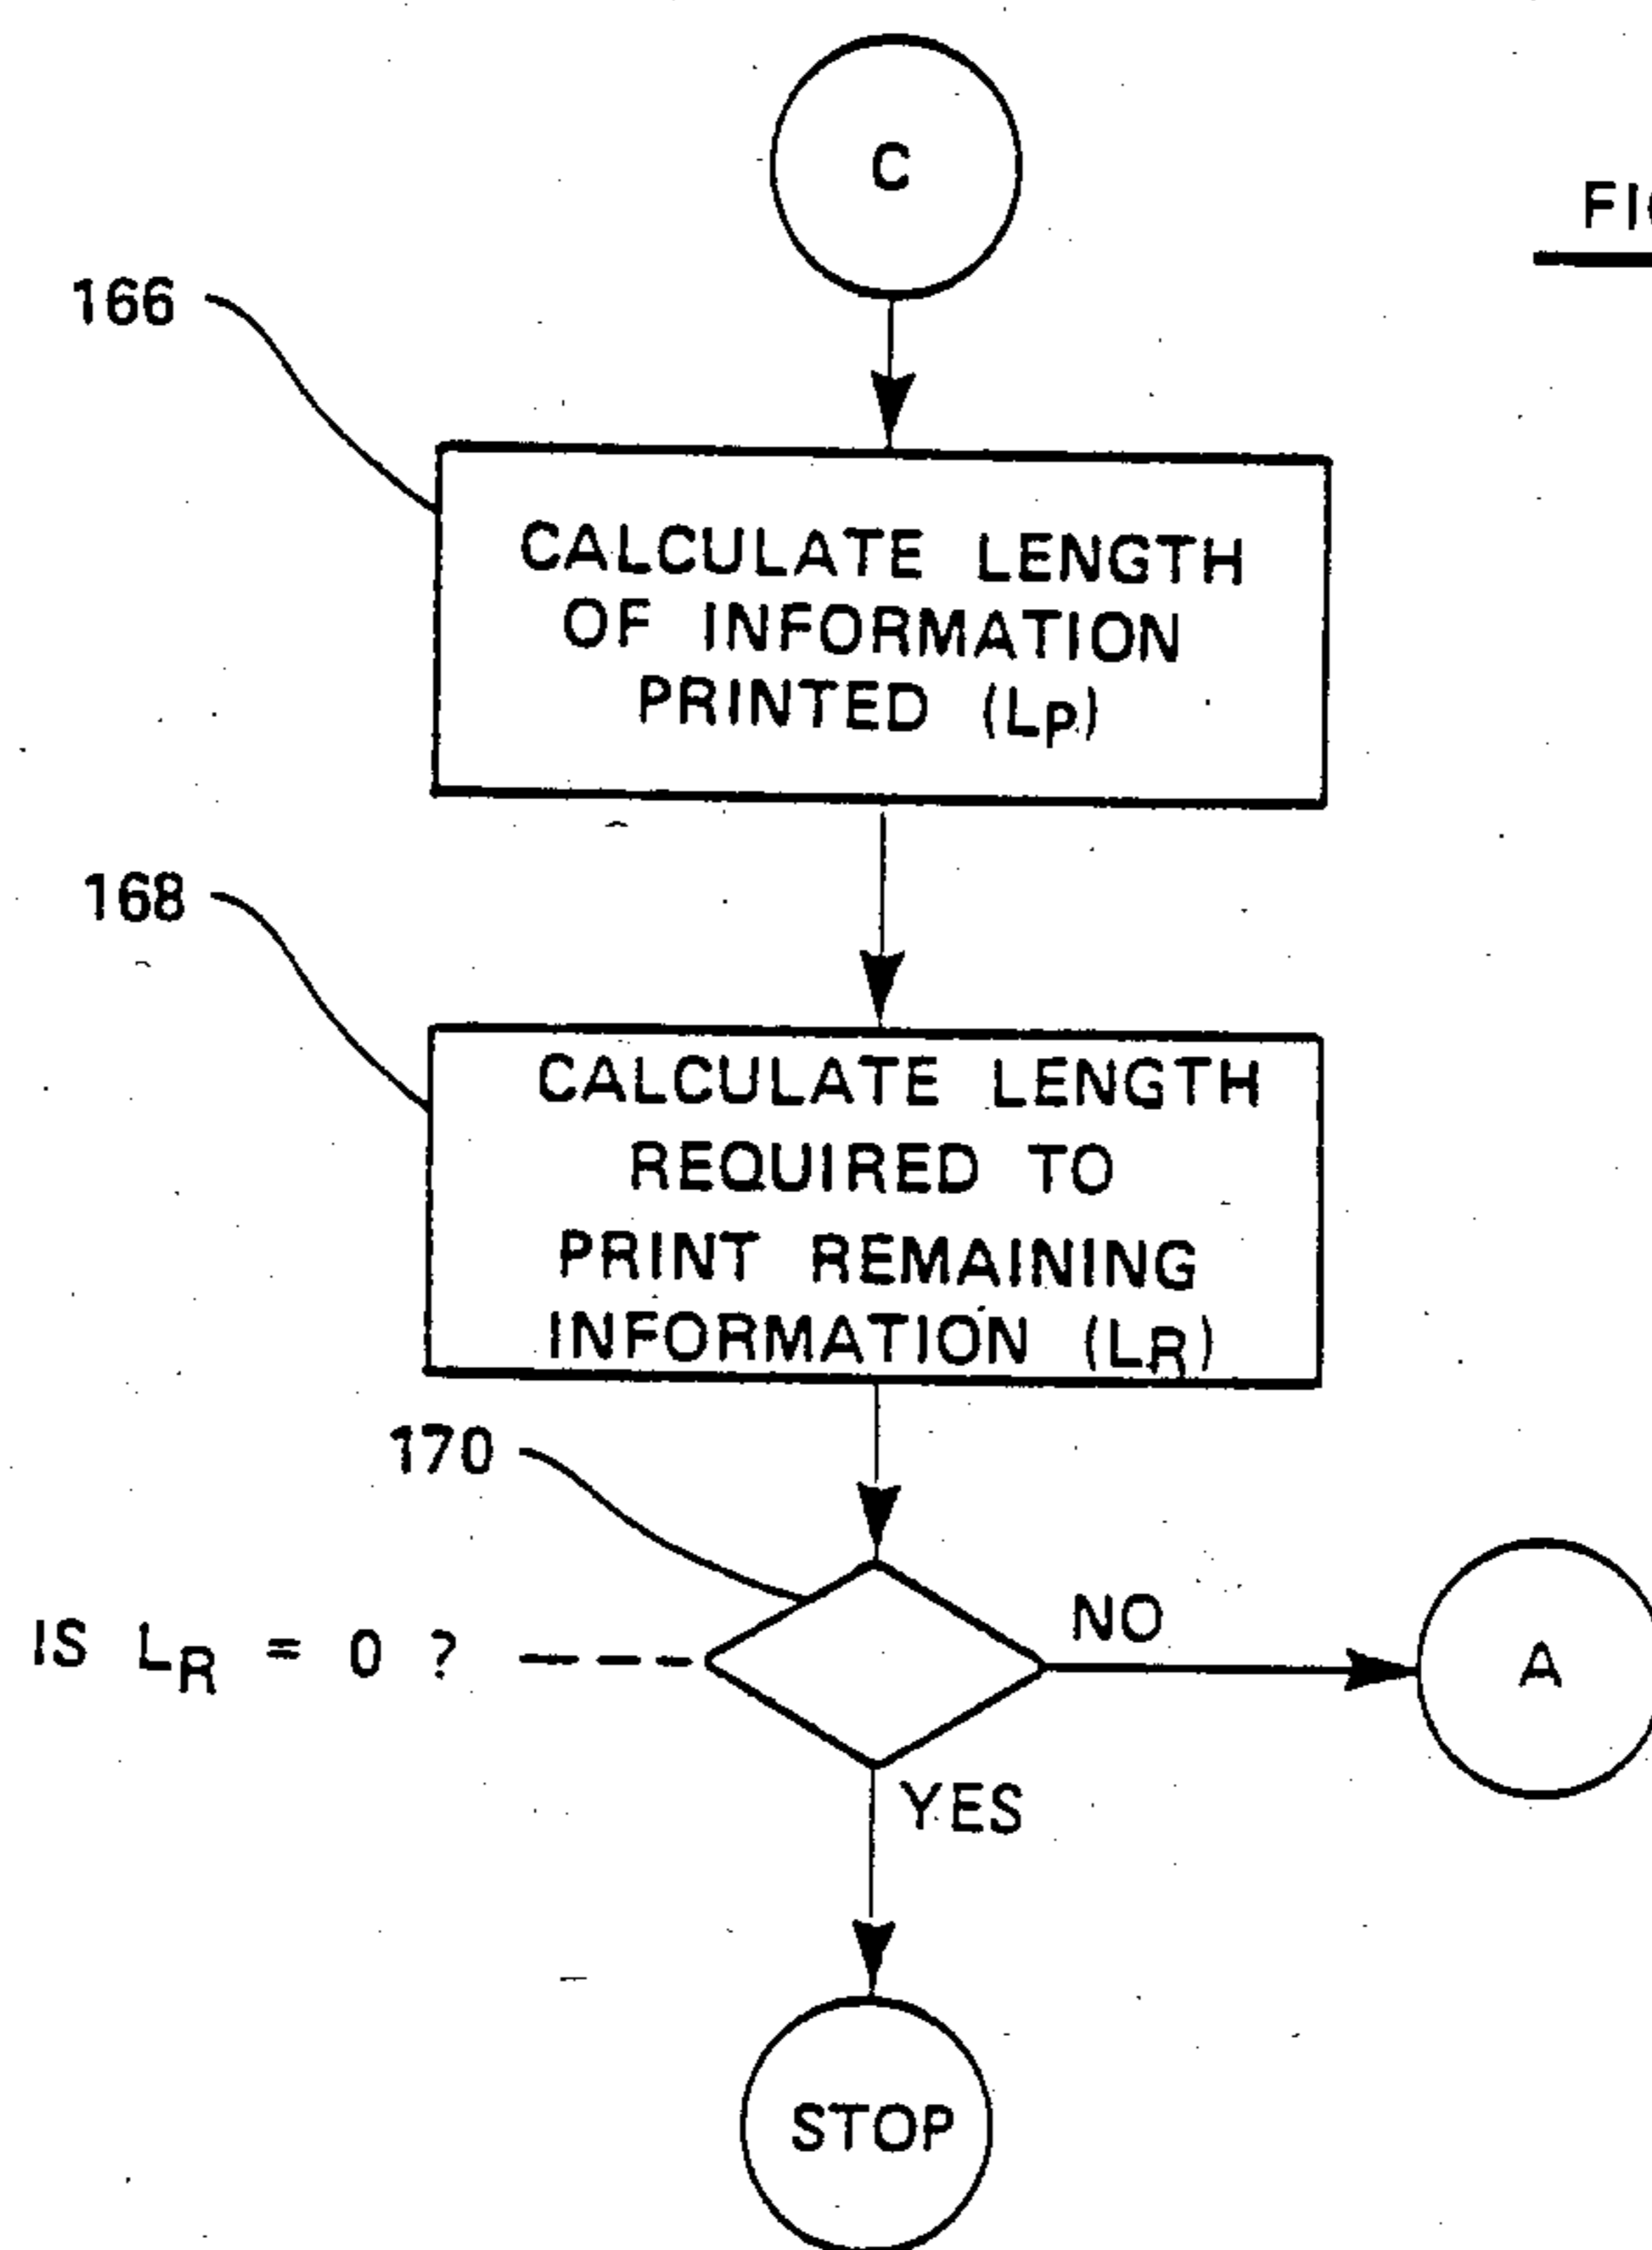 C
166
CALCULATE LENGTH
OF INFORMATION
PRINTED (LP)
168
CALCULATE LENGTH
REQUIRED TO
PRINT REMAINING
INFORMATION (LR)
170
IS LR = 0 ?
NO
A
YES
STOP